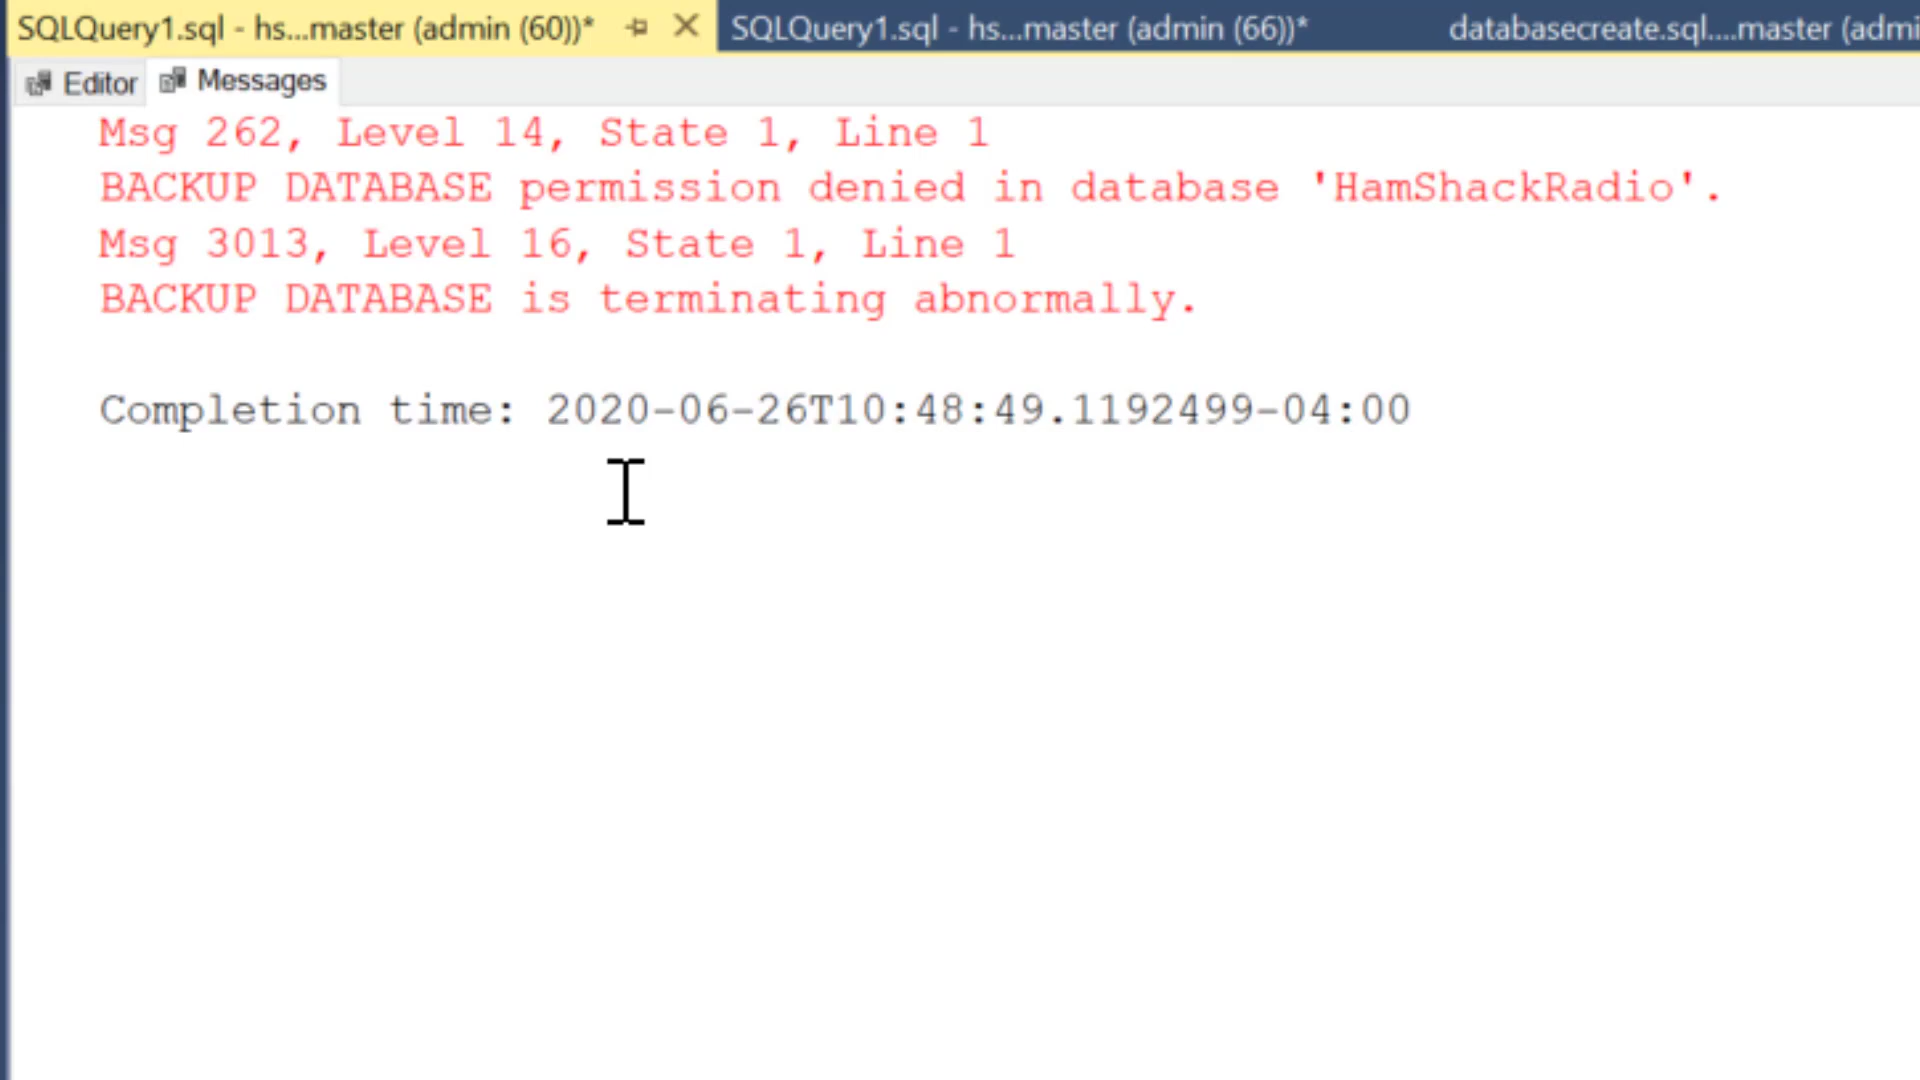 SQLQuery1.sql - hs...master (admin (60))* SQLQuery1.sql - hs...master (admin (66))* databasecreate.sql....master (admi
Editor Messages
Msg 262, Level 14, State 1, Line 1
BACKUP DATABASE permission denied in database 'HamShackRadio'.
Msg 3013, Level 16, State 1, Line 1
BACKUP DATABASE is terminating abnormally.
Completion time: 2020-06-26T10:48:49.1192499-04:00